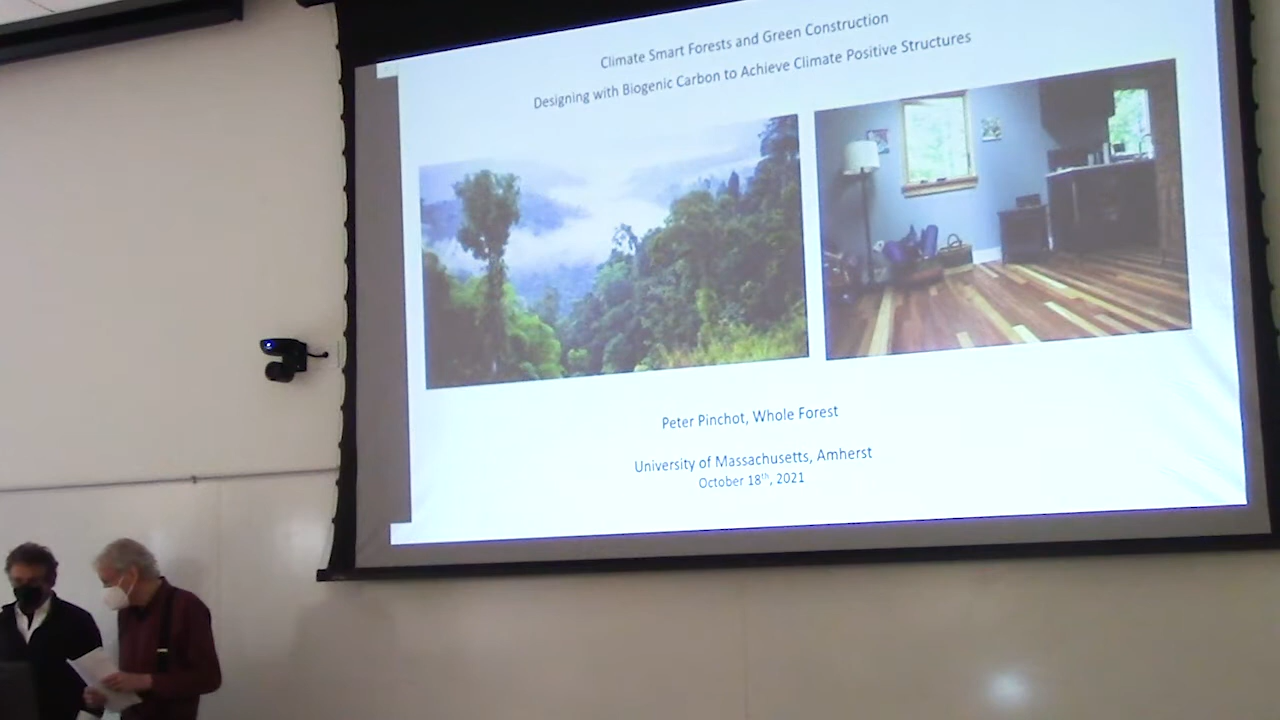 Climate Smart Forests and Green Construction
Designing with Biogenic Carbon to Achieve Climate Positive Structures
Peter Pinchot, Whole Forest
University of Massachusetts, Amherst
October 18th, 2021